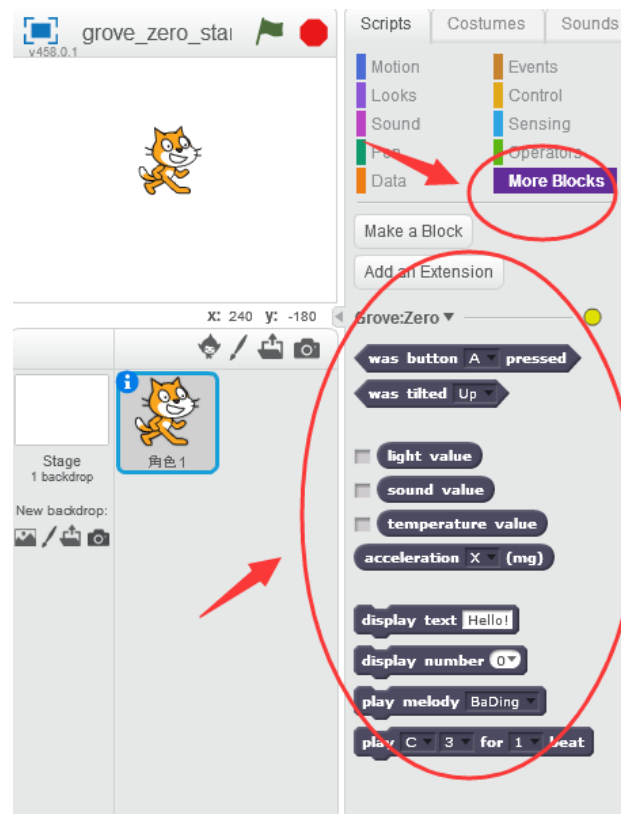 grove_zero_sta
v458.0.1
X: 240 y: -180
Stage
1 backdrop
New backdrop:
角色1
Scripts
Costumes
Sounds
Motion
Events
Looks
Control
Sound
Sensing
Pen
Operators
Data
More Blocks
Make a Block
Add an Extension
Grove:Zero
was button A pressed
was tilted Up
light value
sound value
temperature value
acceleration X (mg)
display text Hello!
display number 0
play melody BaDing
play C 3 for 1 beat